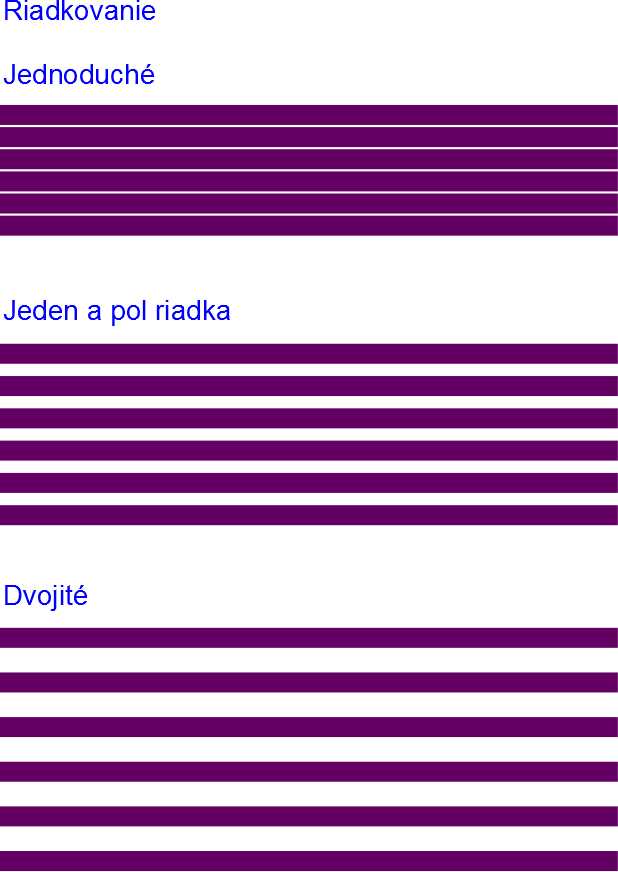 Riadkovanie
Jednoduché
Jeden a pol riadka
Dvojité